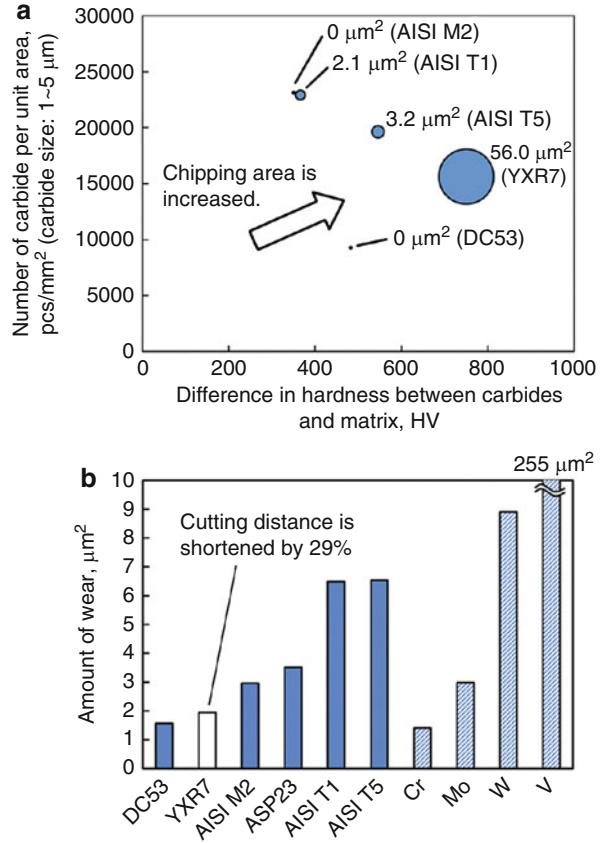 a
Number of carbide per unit area,
pcs/mm² (carbide size: 1~5 μm)
30000
25000
20000
15000
10000
5000
0
0 μm² (AISI M2)
2.1 μm² (AISI T1)
3.2 μm² (AISI T5)
56.0 μm²
(YXR7)
Chipping area is
increased.
0 μm² (DC53)
0 200 400 600 800 1000
Difference in hardness between carbides
and matrix, HV
b
Amount of wear, μm²
10
9
8
7
6
5
4
3
2
1
0
255 μm²
Cutting distance is
shortened by 29%
DC53
YXR7
AISI M2
ASP23
AISI T1
AISI T5
Cr
Mo
W
V